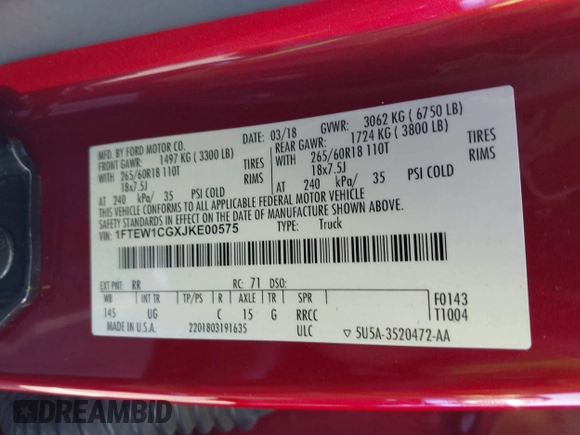 MFD. BY FORD MOTOR CO.
03/18
GVWR: 3062 KG ( 6750 LB)
FRONT GAWR: 1497 KG ( 3300 LB)
REAR GAWR: 1724 KG ( 3800 LB)
WITH 265/60R18 110T TIRES
WITH 265/60R18 110T TIRES
18x7.5J RIMS
18x7.5J RIMS
AT 240 kPa/ 35 PSI COLD
AT 240 kPa/ 35 PSI COLD
THIS VEHICLE CONFORMS TO ALL APPLICABLE FEDERAL MOTOR VEHICLE
SAFETY STANDARDS IN EFFECT ON THE DATE OF MANUFACTURE SHOWN ABOVE.
VIN: 1FTEW1CGXJKE00575
TYPE: Truck
EXT PNT: RR RC: 71 DSO:
WB INT TR TP/PS R AXLE TR SPR
F0143
145 UG C 15 G RRCC
T1004
MADE IN U.S.A. 2201803191635 ULC ▽ 5U5A-3520472-AA
DREAMBID